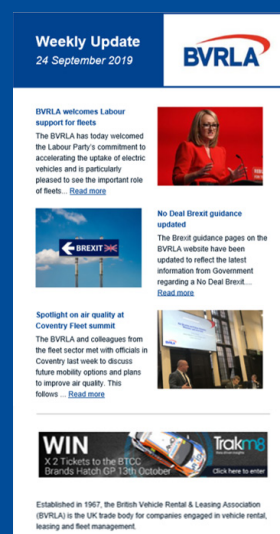 Weekly Update
24 September 2019
BVRLA
BVRLA welcomes Labour
support for fleets
The BVRLA has today welcomed
the Labour Party's commitment to
accelerating the uptake of electric
vehicles and is particularly
pleased to see the important role
of fleets... Read more
BREXIT
No Deal Brexit guidance
updated
The Brexit guidance pages on the
BVRLA website have been
updated to reflect the latest
information from Government
regarding a No Deal Brexit....
Read more
Spotlight on air quality at
Coventry Fleet summit
The BVRLA and colleagues from
the fleet sector met with officials in
Coventry last week to discuss
future mobility options and plans
to improve air quality. This
follows ... Read more
WIN
X 2 Tickets to the BTCC
Brands Hatch GP 13th October
Trakm8
Click here to enter
Established in 1967, the British Vehicle Rental & Leasing Association
(BVRLA) is the UK trade body for companies engaged in vehicle rental,
leasing and fleet management.